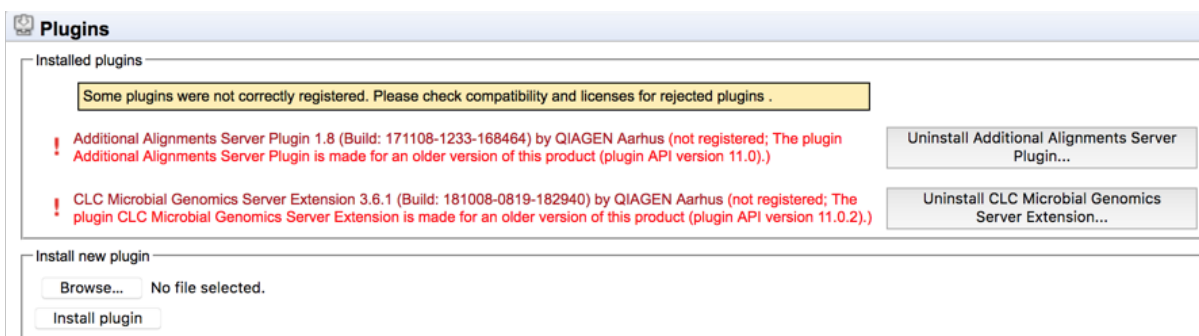 Plugins
Installed plugins
Some plugins were not correctly registered. Please check compatibility and licenses for rejected plugins .
! Additional Alignments Server Plugin 1.8 (Build: 171108-1233-168464) by QIAGEN Aarhus (not registered; The plugin
Additional Alignments Server Plugin is made for an older version of this product (plugin API version 11.0).)
Uninstall Additional Alignments Server
Plugin...
! CLC Microbial Genomics Server Extension 3.6.1 (Build: 181008-0819-182940) by QIAGEN Aarhus (not registered; The
plugin CLC Microbial Genomics Server Extension is made for an older version of this product (plugin API version 11.0.2).)
Uninstall CLC Microbial Genomics
Server Extension...
Install new plugin
Browse... No file selected.
Install plugin